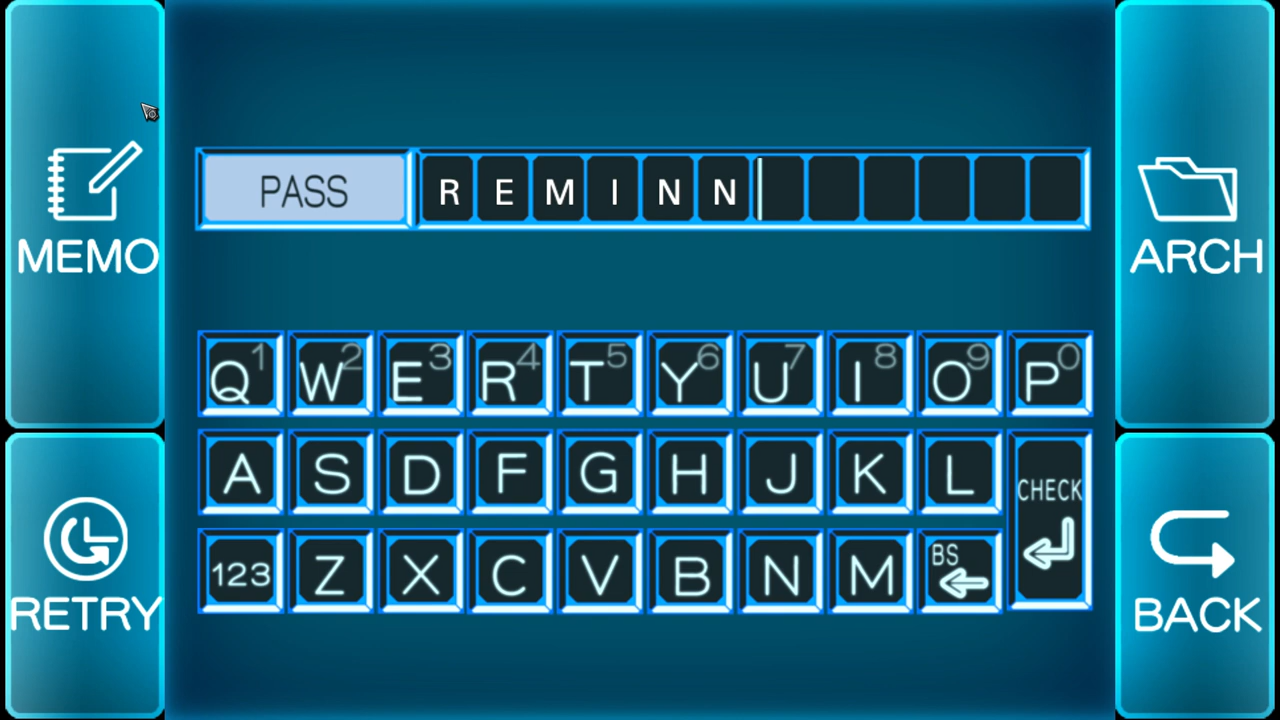 MEMO
ARCH
PASS R E M I N N
Q1 W2 E3 R4 T5 Y6 U7 I8 O9 P0
A S D F G H J K L CHECK
123 Z X C V B N M BS
RETRY
BACK